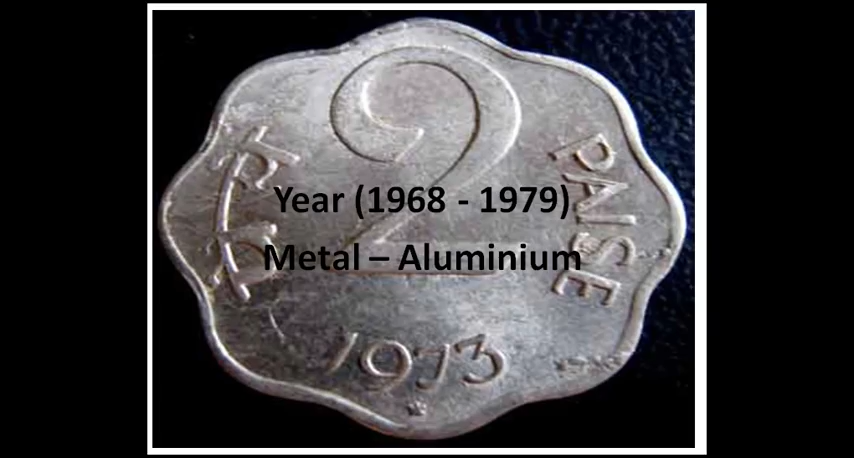 2
पैसे
PAISE
Year (1968 - 1979)
Metal – Aluminium
1973